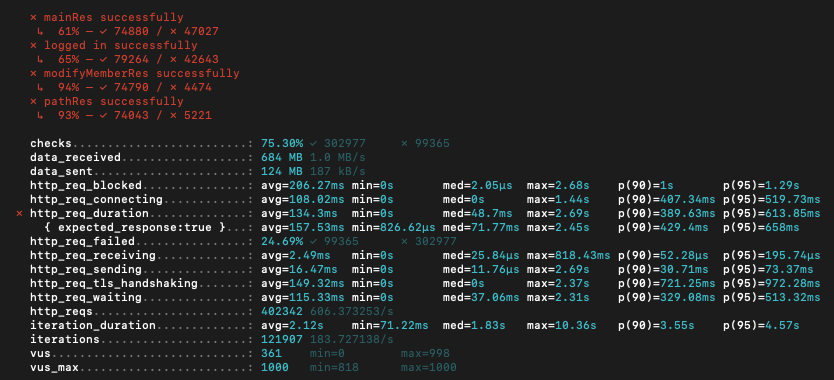 ✗ mainRes successfully
↳  61% — ✓ 74880 / ✗ 47027
✗ logged in successfully
↳  65% — ✓ 79264 / ✗ 42643
✗ modifyMemberRes successfully
↳  94% — ✓ 74790 / ✗ 4474
✗ pathRes successfully
↳  93% — ✓ 74043 / ✗ 5221
checks.........................: 75.30% ✓ 302977     ✗ 99365
data_received..................: 684 MB 1.0 MB/s
data_sent......................: 124 MB 187 kB/s
http_req_blocked...............: avg=206.27ms min=0s       med=2.05µs  max=2.68s    p(90)=1s       p(95)=1.29s
http_req_connecting............: avg=108.02ms min=0s       med=0s      max=1.44s    p(90)=407.34ms p(95)=519.73ms
✗ http_req_duration..............: avg=134.3ms  min=0s       med=48.7ms  max=2.69s    p(90)=389.63ms p(95)=613.85ms
{ expected_response:true }...: avg=157.53ms min=826.62µs med=71.77ms max=2.45s    p(90)=429.4ms  p(95)=658ms
http_req_failed................: 24.69% ✓ 99365      ✗ 302977
http_req_receiving.............: avg=2.49ms   min=0s       med=25.84µs max=818.43ms p(90)=52.28µs  p(95)=195.74µs
http_req_sending...............: avg=16.47ms  min=0s       med=11.76µs max=2.69s    p(90)=30.71ms  p(95)=73.37ms
http_req_tls_handshaking.......: avg=149.32ms min=0s       med=0s      max=2.37s    p(90)=721.25ms p(95)=972.28ms
http_req_waiting...............: avg=115.33ms min=0s       med=37.06ms max=2.31s    p(90)=329.08ms p(95)=513.32ms
http_reqs......................: 402342 606.373253/s
iteration_duration.............: avg=2.12s    min=71.22ms  med=1.83s   max=10.36s   p(90)=3.55s    p(95)=4.57s
iterations.....................: 121907 183.727138/s
vus............................: 361    min=0        max=998
vus_max........................: 1000   min=818      max=1000